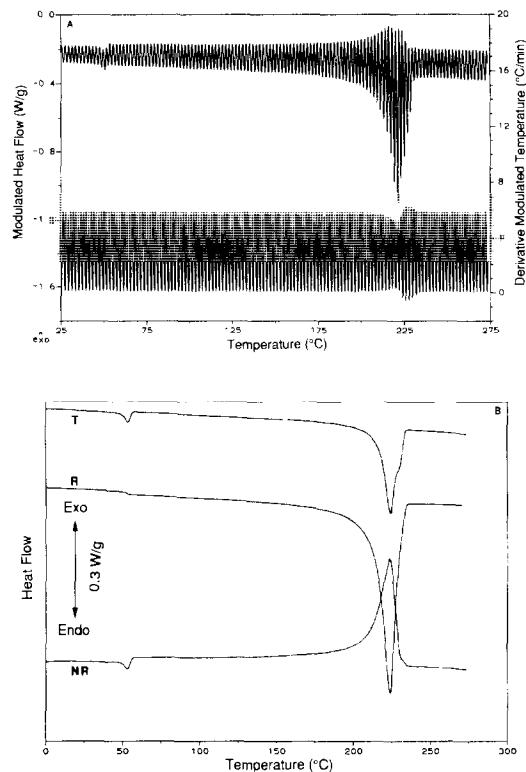 A
0 0
-0.4
-0.8
-1.6
Modulated Heat Flow (W/g)
20
16
12
8
4
0
Derivative Modulated Temperature (°C/min)
25
75
125
175
225
275
exo
Temperature (°C)
B
T
R
Exo
0.3 W/g
Endo
NR
Heat Flow
0
50
100
150
200
250
300
Temperature (°C)